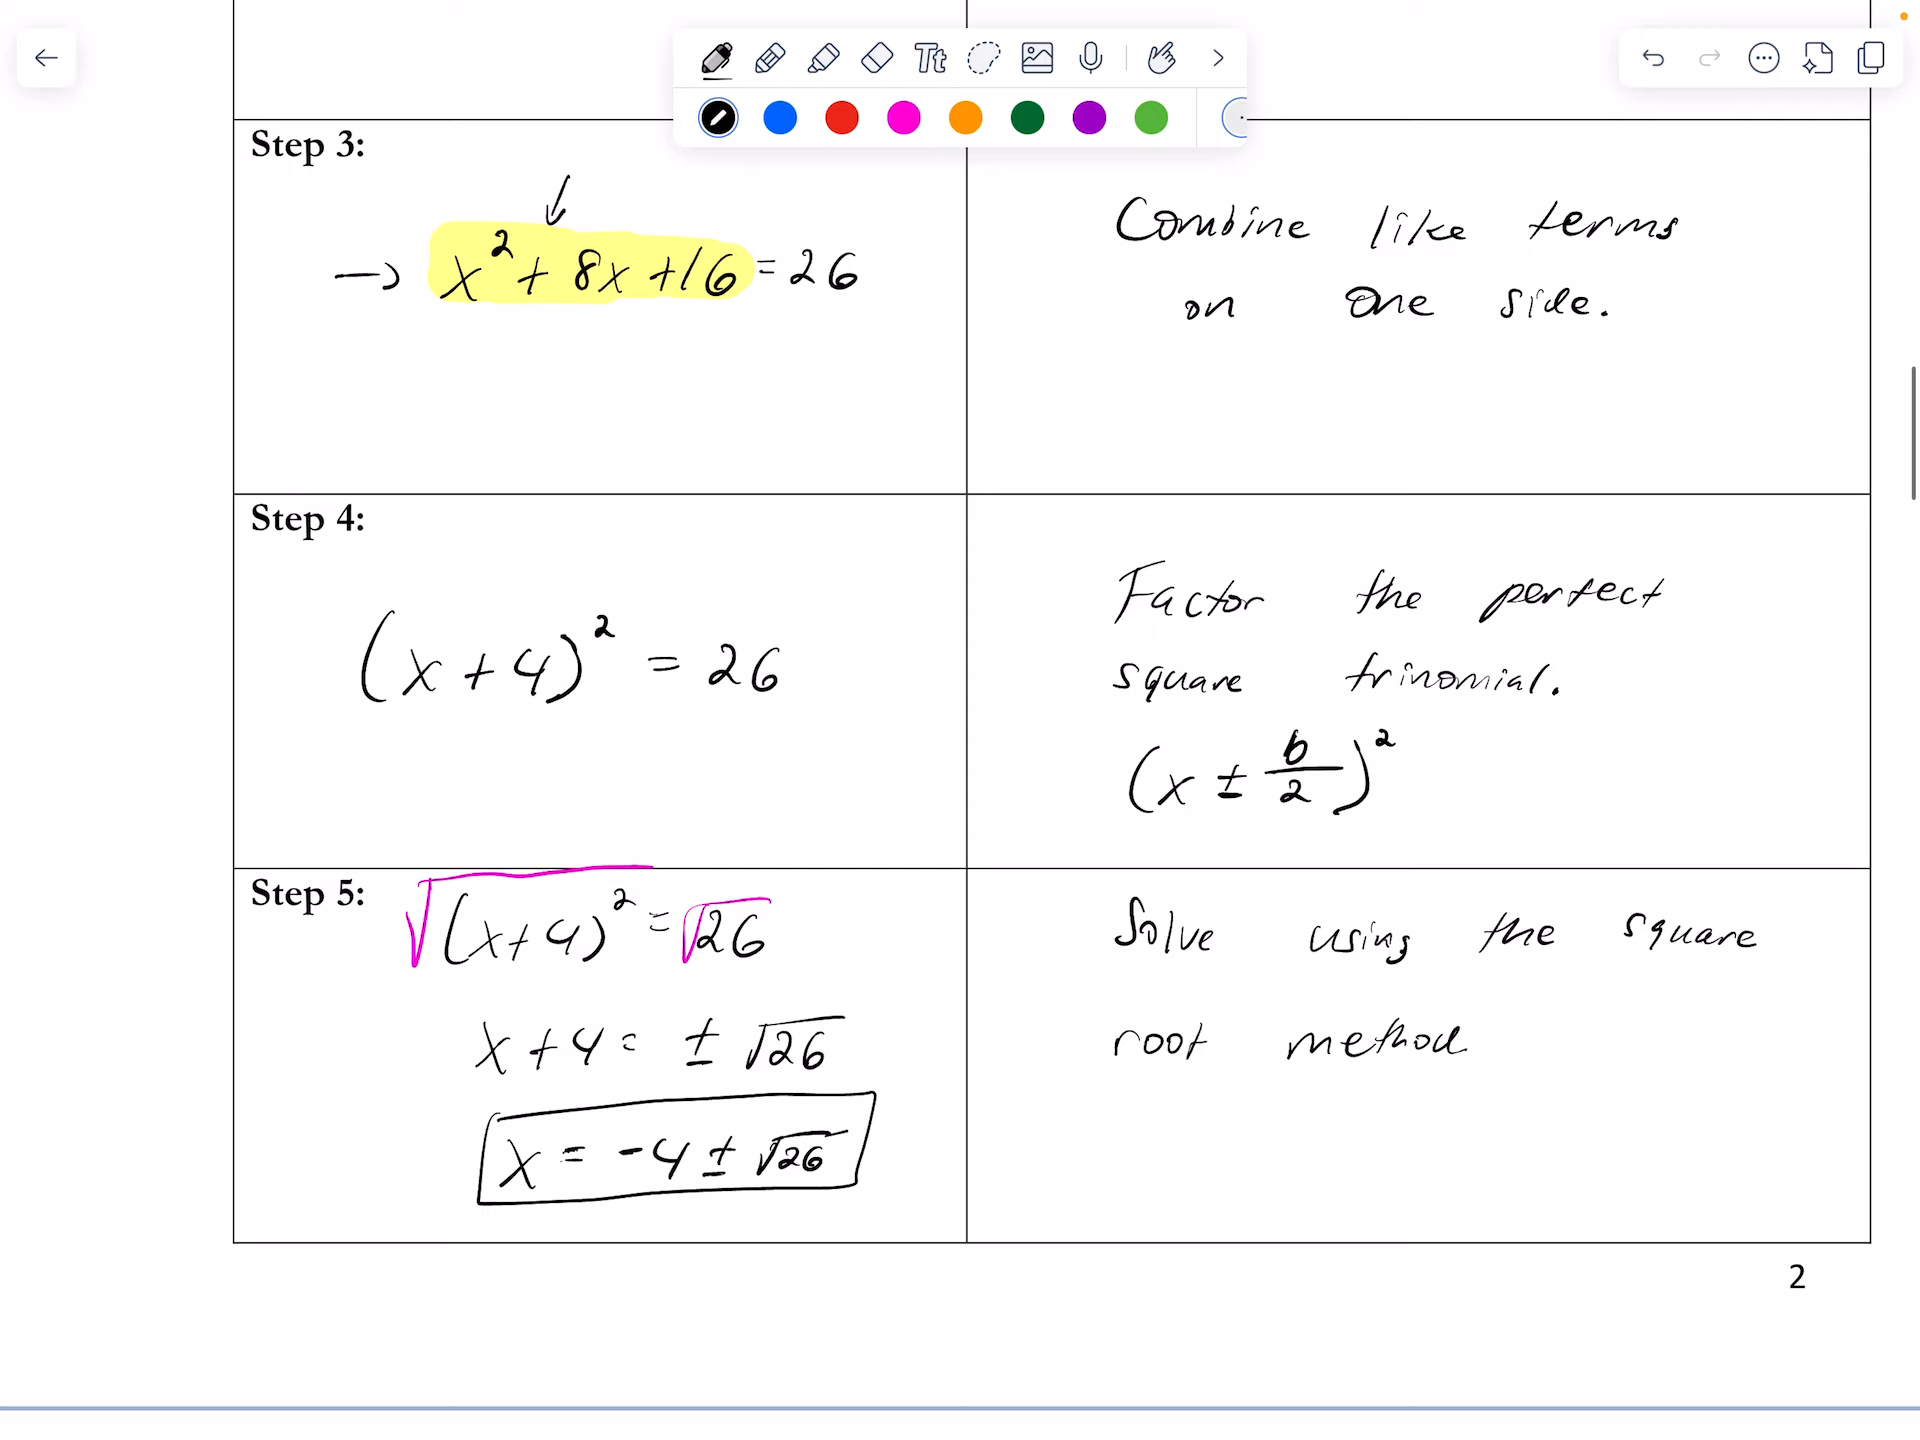 Tt
Step 3:
→ x² + 8x + 16 = 26
Combine like terms
on one side.
Step 4:
(x + 4)² = 26
Factor the perfect
square trinomial.
(x ± b/2)²
Step 5:
√(x + 4)² = √26
x + 4 = ± √26
x = -4 ± √26
Solve using the square
root method
2